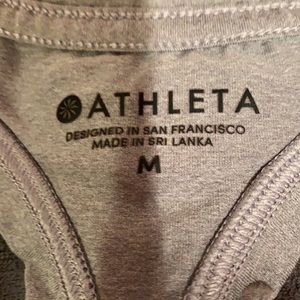 ATHLETA
DESIGNED IN SAN FRANCISCO
MADE IN SRI LANKA
M